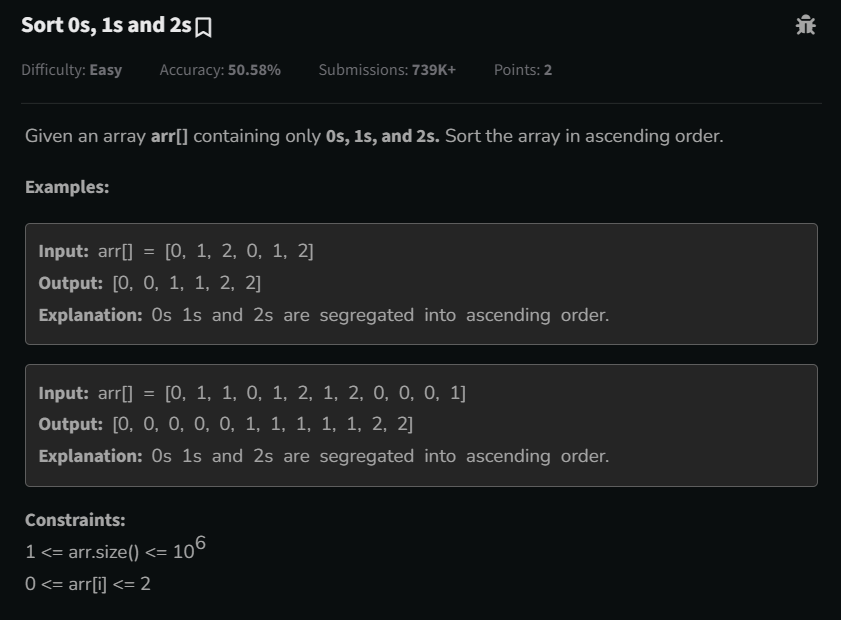 Sort 0s, 1s and 2s
Difficulty: Easy Accuracy: 50.58% Submissions: 739K+ Points: 2
Given an array arr[] containing only 0s, 1s, and 2s. Sort the array in ascending order.
Examples:
Input: arr[] = [0, 1, 2, 0, 1, 2]
Output: [0, 0, 1, 1, 2, 2]
Explanation: 0s 1s and 2s are segregated into ascending order.
Input: arr[] = [0, 1, 1, 0, 1, 2, 1, 2, 0, 0, 0, 1]
Output: [0, 0, 0, 0, 0, 1, 1, 1, 1, 1, 2, 2]
Explanation: 0s 1s and 2s are segregated into ascending order.
Constraints:
1 <= arr.size() <= 10⁶
0 <= arr[i] <= 2